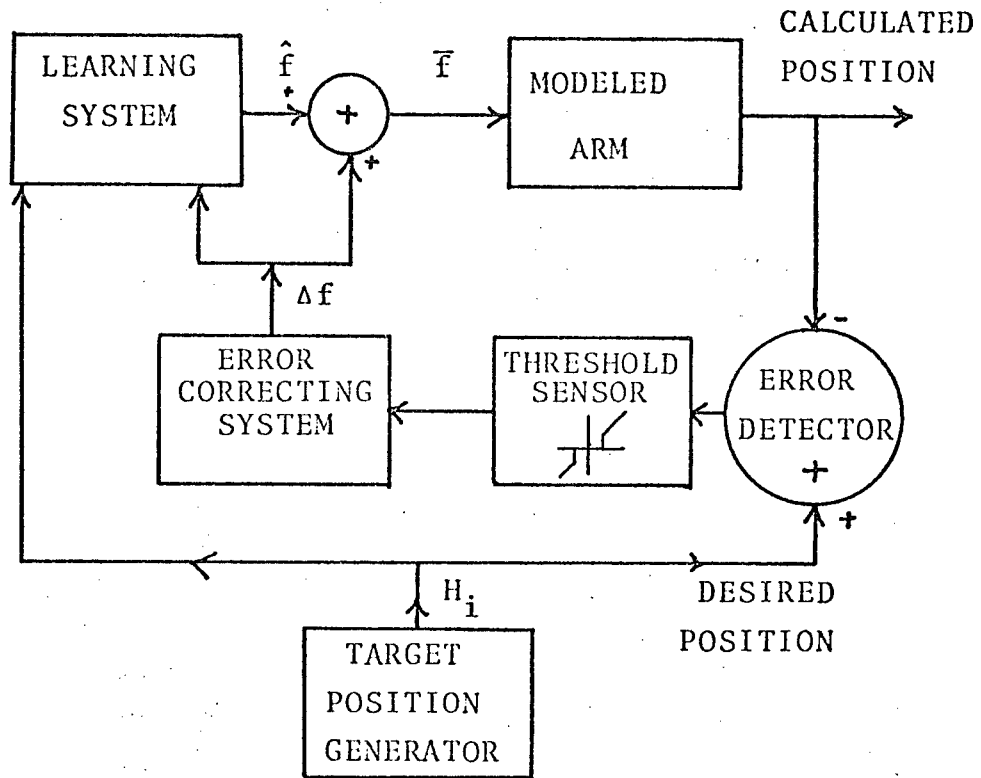 CALCULATED
POSITION
LEARNING
SYSTEM
f̂
+
+
+
f̅
MODELED
ARM
Δf
-
ERROR
CORRECTING
SYSTEM
THRESHOLD
SENSOR
ERROR
DETECTOR
+
+
H_i
DESIRED
POSITION
TARGET
POSITION
GENERATOR